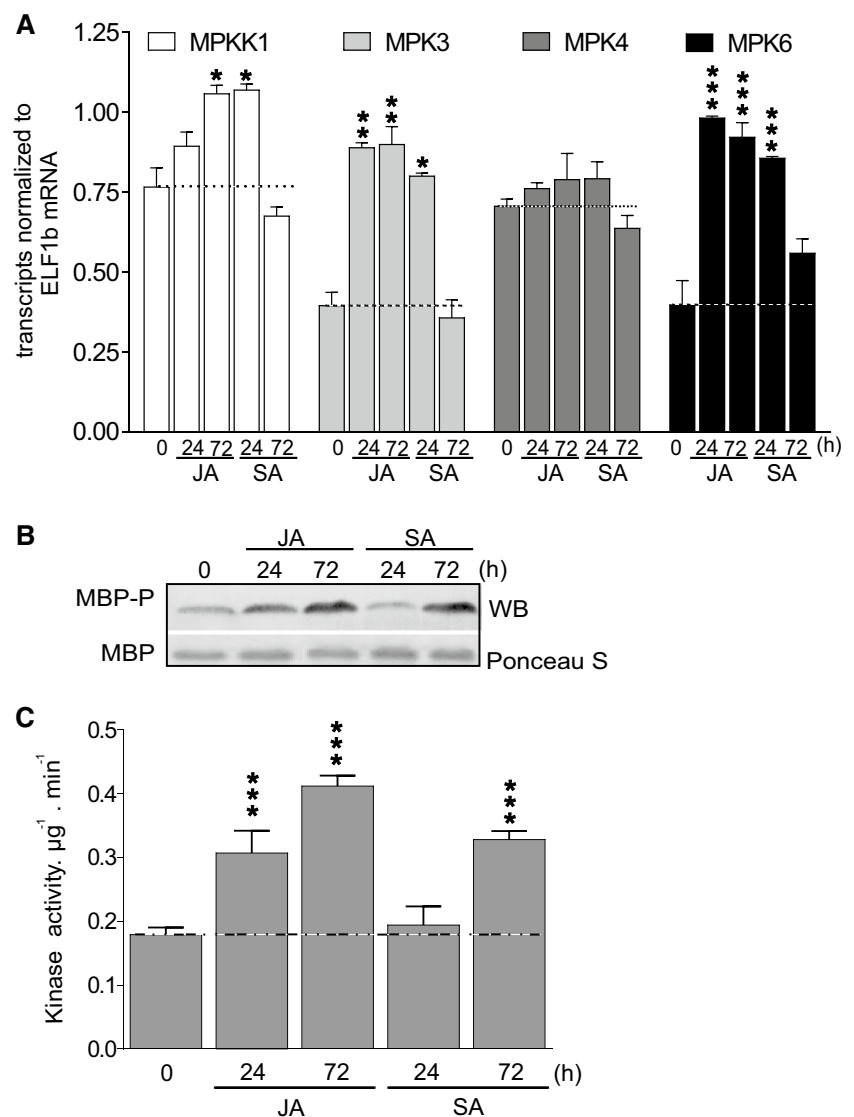 A
1.25
MPKK1
MPK3
MPK4
MPK6
* *
** ** *
*** *** ***
1.00
0.75
0.50
0.25
0.00
transcripts normalized to
ELF1b mRNA
0 24 72 24 72 0 24 72 24 72 0 24 72 24 72 0 24 72 24 72 (h)
JA SA JA SA JA SA JA SA
B
JA SA
0 24 72 24 72 (h)
MBP-P WB
MBP Ponceau S
C
0.5
0.4
0.3
0.2
0.1
0.0
Kinase activity. µg⁻¹ . min⁻¹
*** *** ***
0 24 72 24 72 (h)
JA SA